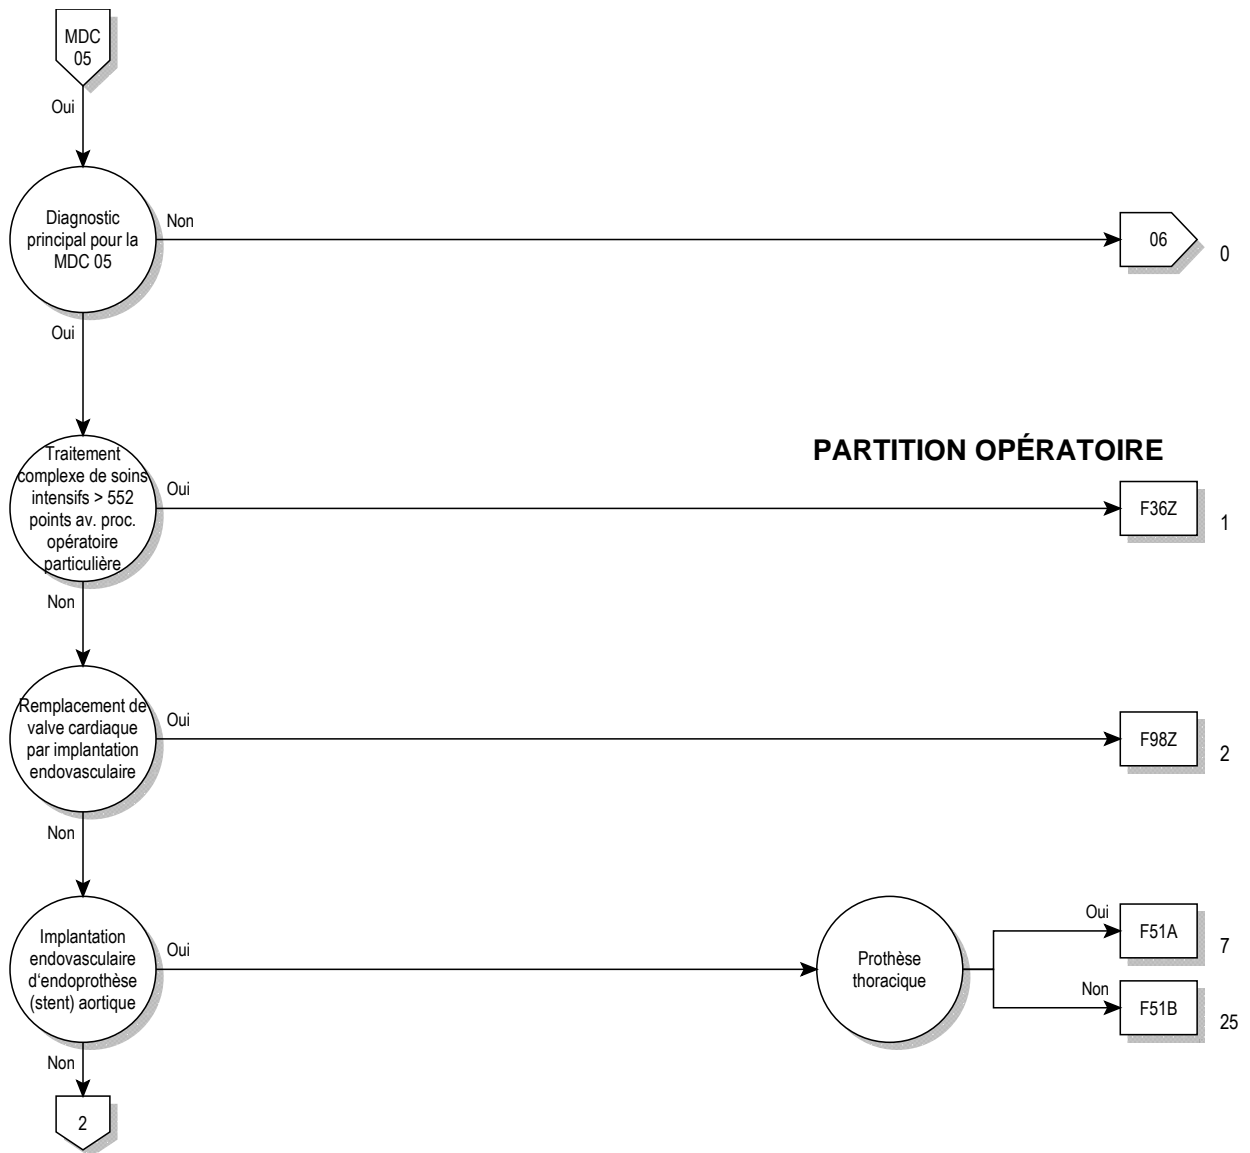 MDC
05
Oui
Diagnostic
principal pour la
MDC 05
Non
06
0
Oui
PARTITION OPÉRATOIRE
Traitement
complexe de soins
intensifs > 552
points av. proc.
opératoire
particulière
Oui
F36Z
1
Non
Remplacement de
valve cardiaque
par implantation
endovasculaire
Oui
F98Z
2
Non
Implantation
endovasculaire
d‘endoprothèse
(stent) aortique
Oui
Prothèse
thoracique
Oui
F51A
7
Non
F51B
25
Non
2